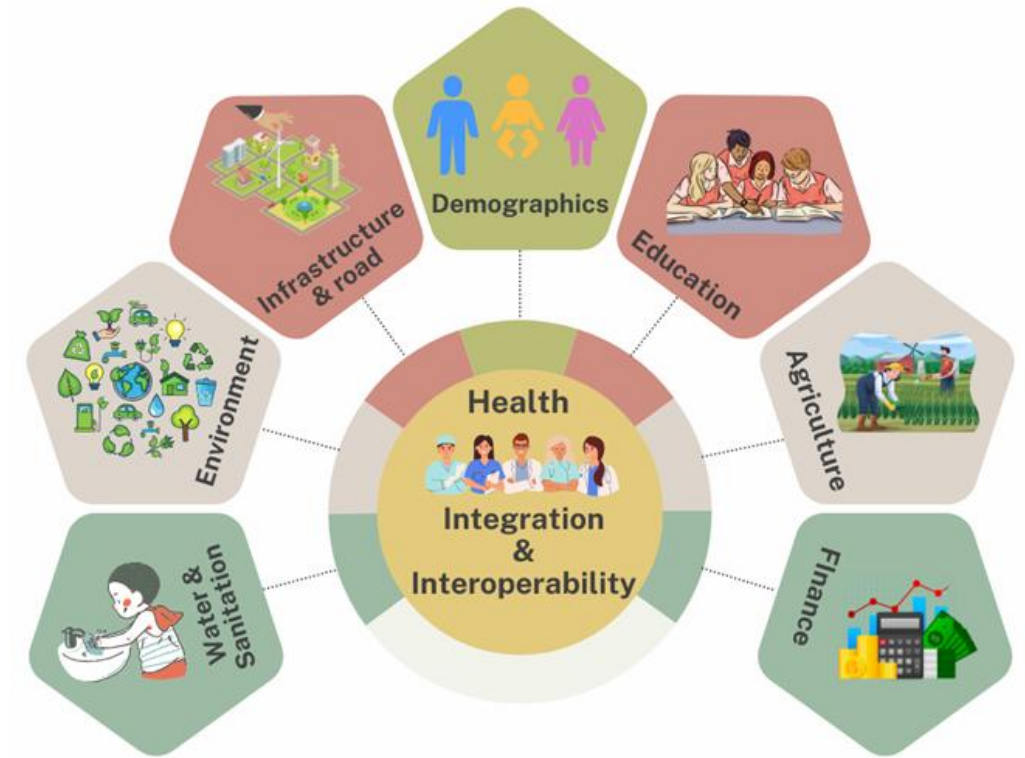 Demographics
Infrastructure
& road
Education
Environment
Agriculture
Water &
Sanitation
FInance
Health
Integration
&
Interoperability